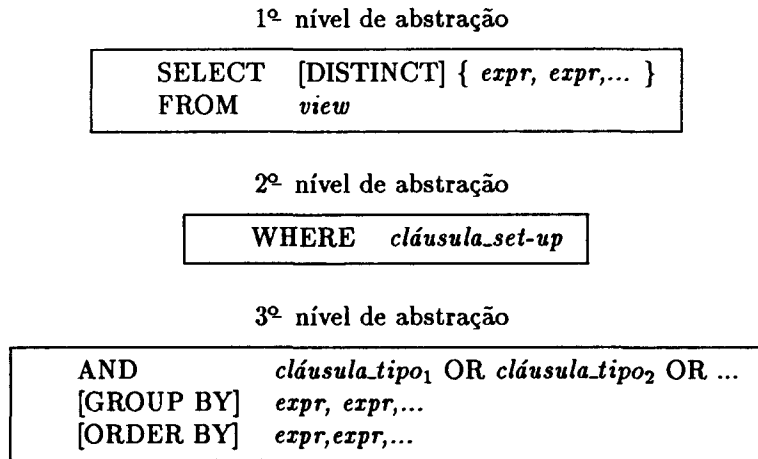 1º nível de abstração
SELECT [DISTINCT] { expr, expr,... }
FROM view
2º nível de abstração
WHERE cláusula_set-up
3º nível de abstração
AND cláusula_tipo₁ OR cláusula_tipo₂ OR ...
[GROUP BY] expr, expr,...
[ORDER BY] expr,expr,...